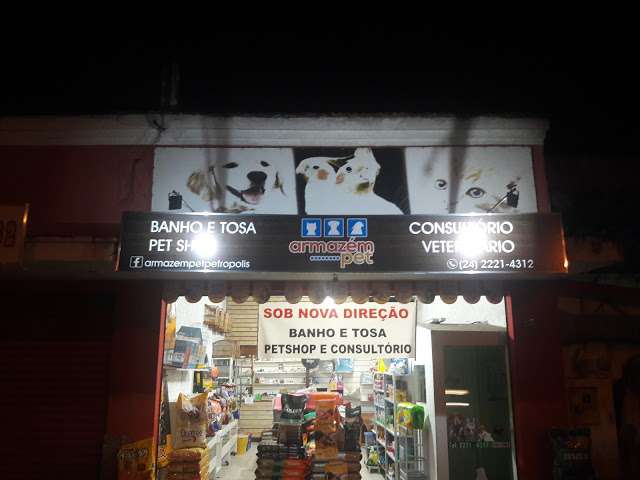 BANHO E TOSA
PET SHOP
armazempetpetropolis
armazém
pet
CONSULTÓRIO
VETERINÁRIO
(24) 2221-4312
SOB NOVA DIREÇÃO
BANHO E TOSA
PETSHOP E CONSULTÓRIO